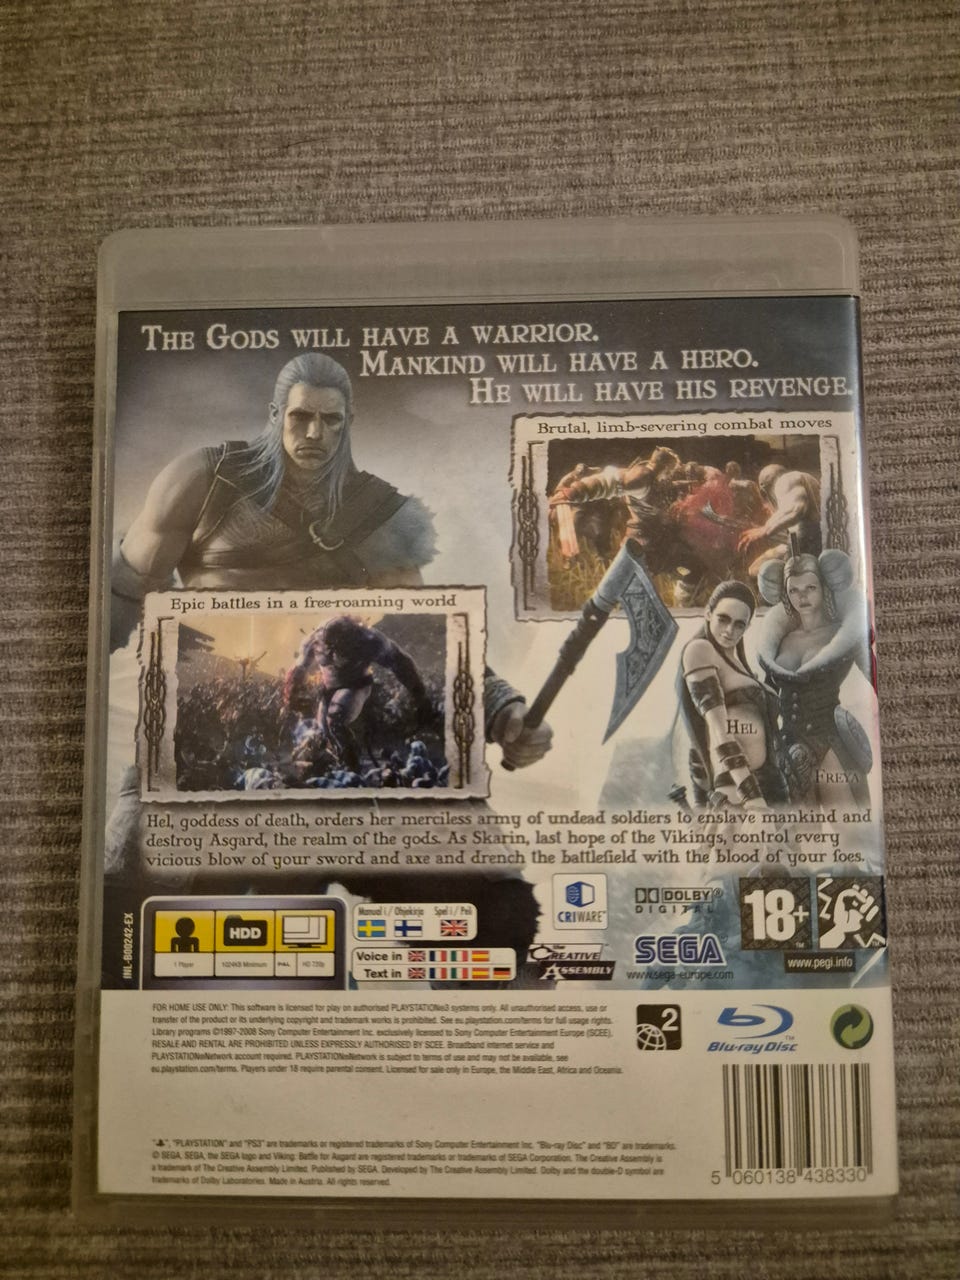 THE GODS WILL HAVE A WARRIOR.
MANKIND WILL HAVE A HERO.
HE WILL HAVE HIS REVENGE.
Brutal, limb-severing combat moves
Epic battles in a free-roaming world
HEL
FREYA
Hel, goddess of death, orders her merciless army of undead soldiers to enslave mankind and
destroy Asgard, the realm of the gods. As Skarin, last hope of the Vikings, control every
vicious blow of your sword and axe and drench the battlefield with the blood of your foes.
INL-B00242-EX
HDD
1 Player
1024KB Minimum
PAL
HD 720p
Manual i / Ohjekirja
Spel i / Peli
Voice in
Text in
CRIWARE™
THE CREATIVE ASSEMBLY
DOLBY®
DIGITAL
SEGA
www.sega-europe.com
18+
™
www.pegi.info
FOR HOME USE ONLY: This software is licensed for play on authorised PLAYSTATION®3 systems only. All unauthorised access, use or
transfer of the product or its underlying copyright and trademark works is prohibited. See eu.playstation.com/terms for full usage rights.
Library programs ©1997-2008 Sony Computer Entertainment Inc. exclusively licensed to Sony Computer Entertainment Europe (SCEE).
RESALE AND RENTAL ARE PROHIBITED UNLESS EXPRESSLY AUTHORISED BY SCEE. Broadband internet service and
PLAYSTATION®Network account required. PLAYSTATION®Network is subject to terms of use and may not be available, see
eu.playstation.com/terms. Players under 18 require parental consent. Licensed for sale only in Europe, the Middle East, Africa and Oceania.
2
Blu-ray Disc™
" ", "PLAYSTATION" and "PS3" are trademarks or registered trademarks of Sony Computer Entertainment Inc. "Blu-ray Disc" and "BD" are trademarks.
© SEGA. SEGA, the SEGA logo and Viking: Battle for Asgard are registered trademarks or trademarks of SEGA Corporation. The Creative Assembly is
a trademark of The Creative Assembly Limited. Published by SEGA. Developed by The Creative Assembly Limited. Dolby and the double-D symbol are
trademarks of Dolby Laboratories. Made in Austria. All rights reserved.
5 060138 438330